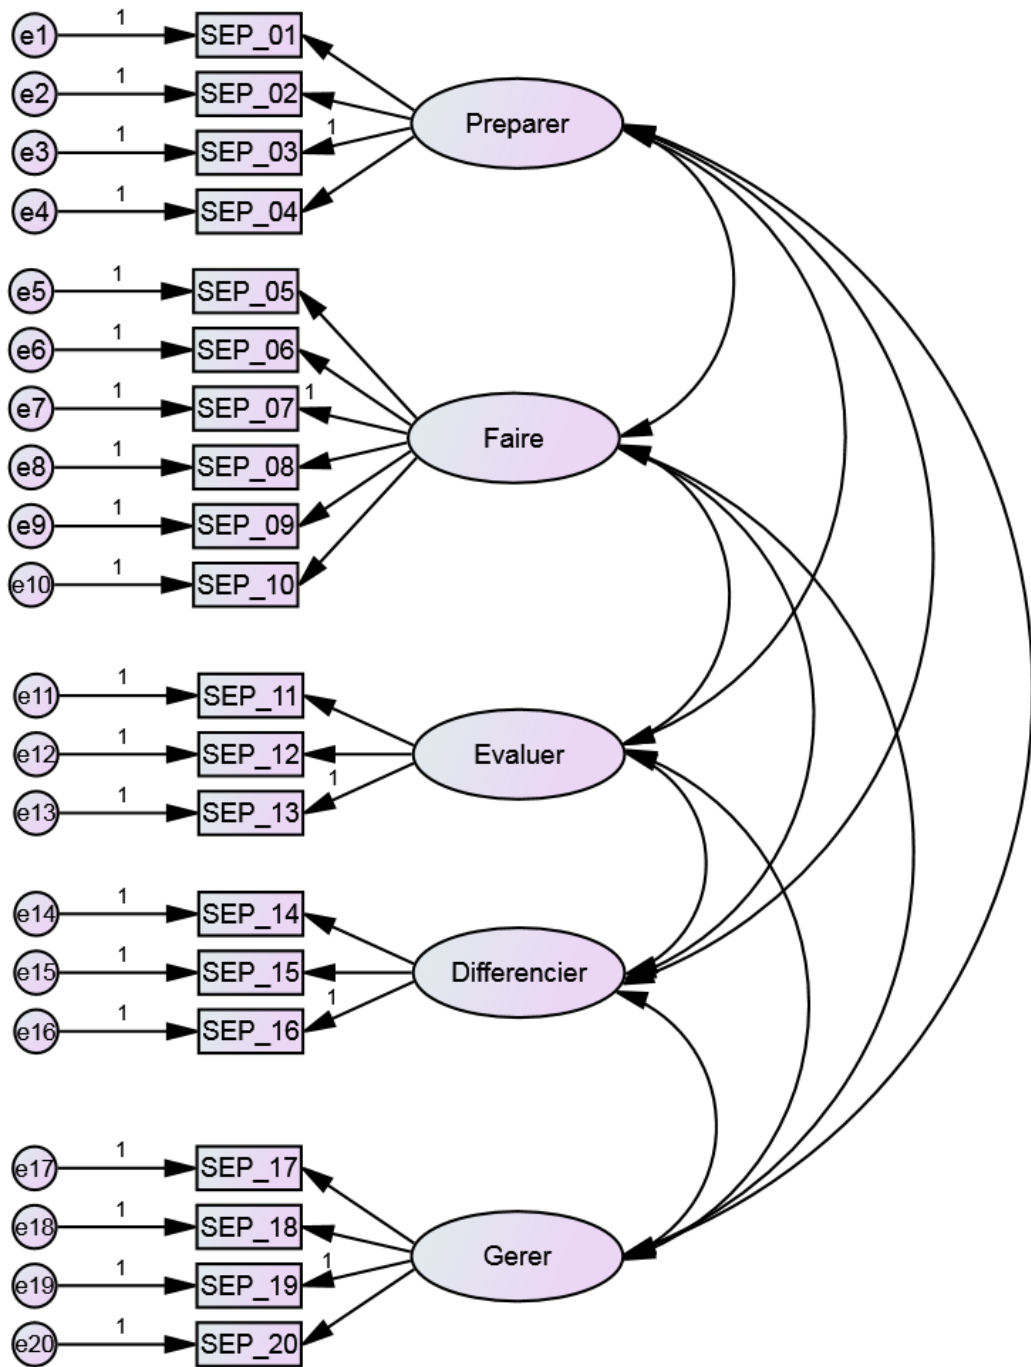 e1 1 SEP_01
e2 1 SEP_02
Preparer
e3 1 SEP_03 1
e4 1 SEP_04
e5 1 SEP_05
e6 1 SEP_06
e7 1 SEP_07 1
Faire
e8 1 SEP_08
e9 1 SEP_09
e10 1 SEP_10
e11 1 SEP_11
e12 1 SEP_12
Evaluer
e13 1 SEP_13 1
e14 1 SEP_14
e15 1 SEP_15
Differencier
e16 1 SEP_16 1
e17 1 SEP_17
e18 1 SEP_18
Gerer
e19 1 SEP_19 1
e20 1 SEP_20